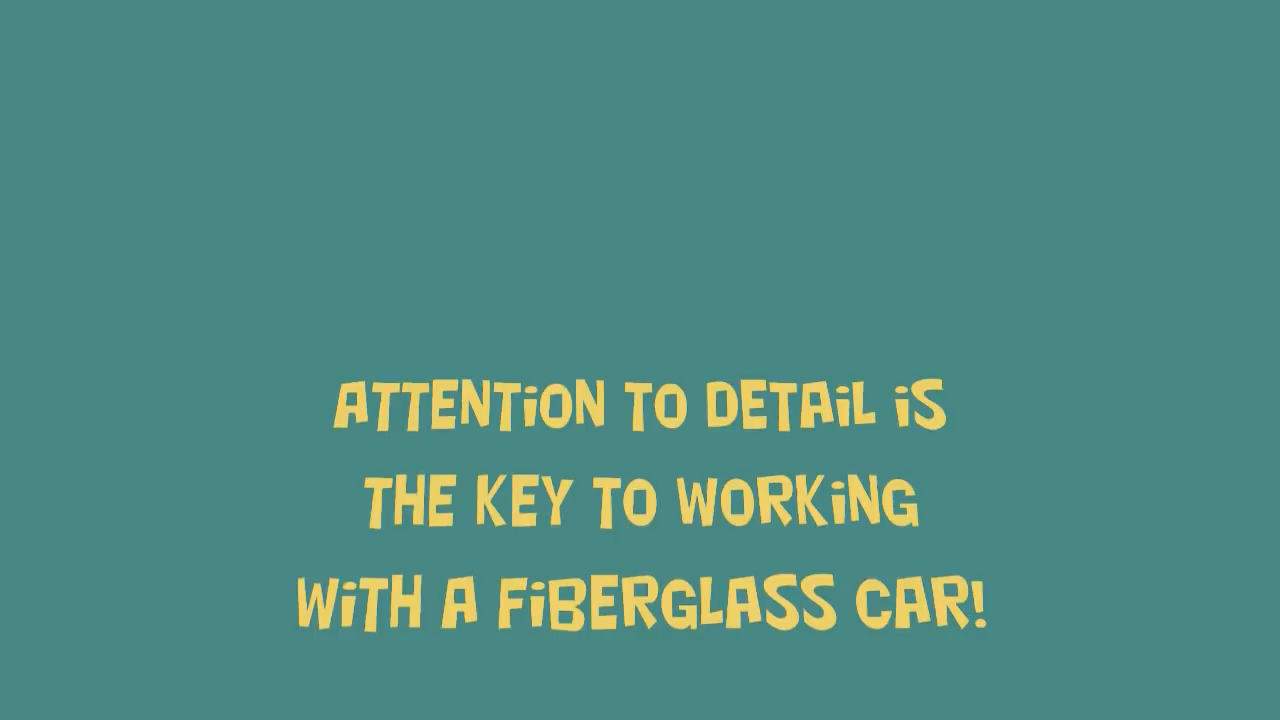 ATTENTiON TO DETAiL iS
THE KEY TO WORKiNG
WiTH A FiBERGLASS CAR!